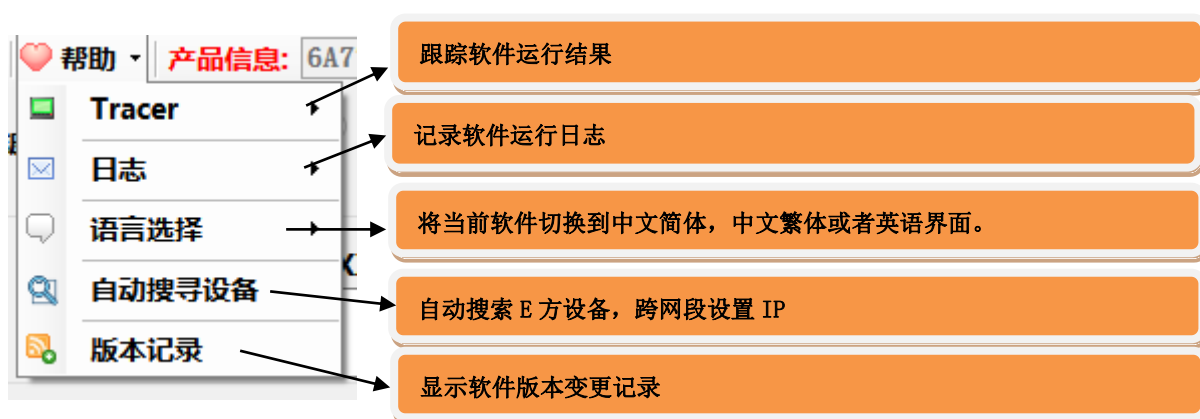 帮助 产品信息: 6A7
跟踪软件运行结果
Tracer
记录软件运行日志
日志
将当前软件切换到中文简体，中文繁体或者英语界面。
语言选择
自动搜索 E 方设备，跨网段设置 IP
自动搜寻设备
显示软件版本变更记录
版本记录